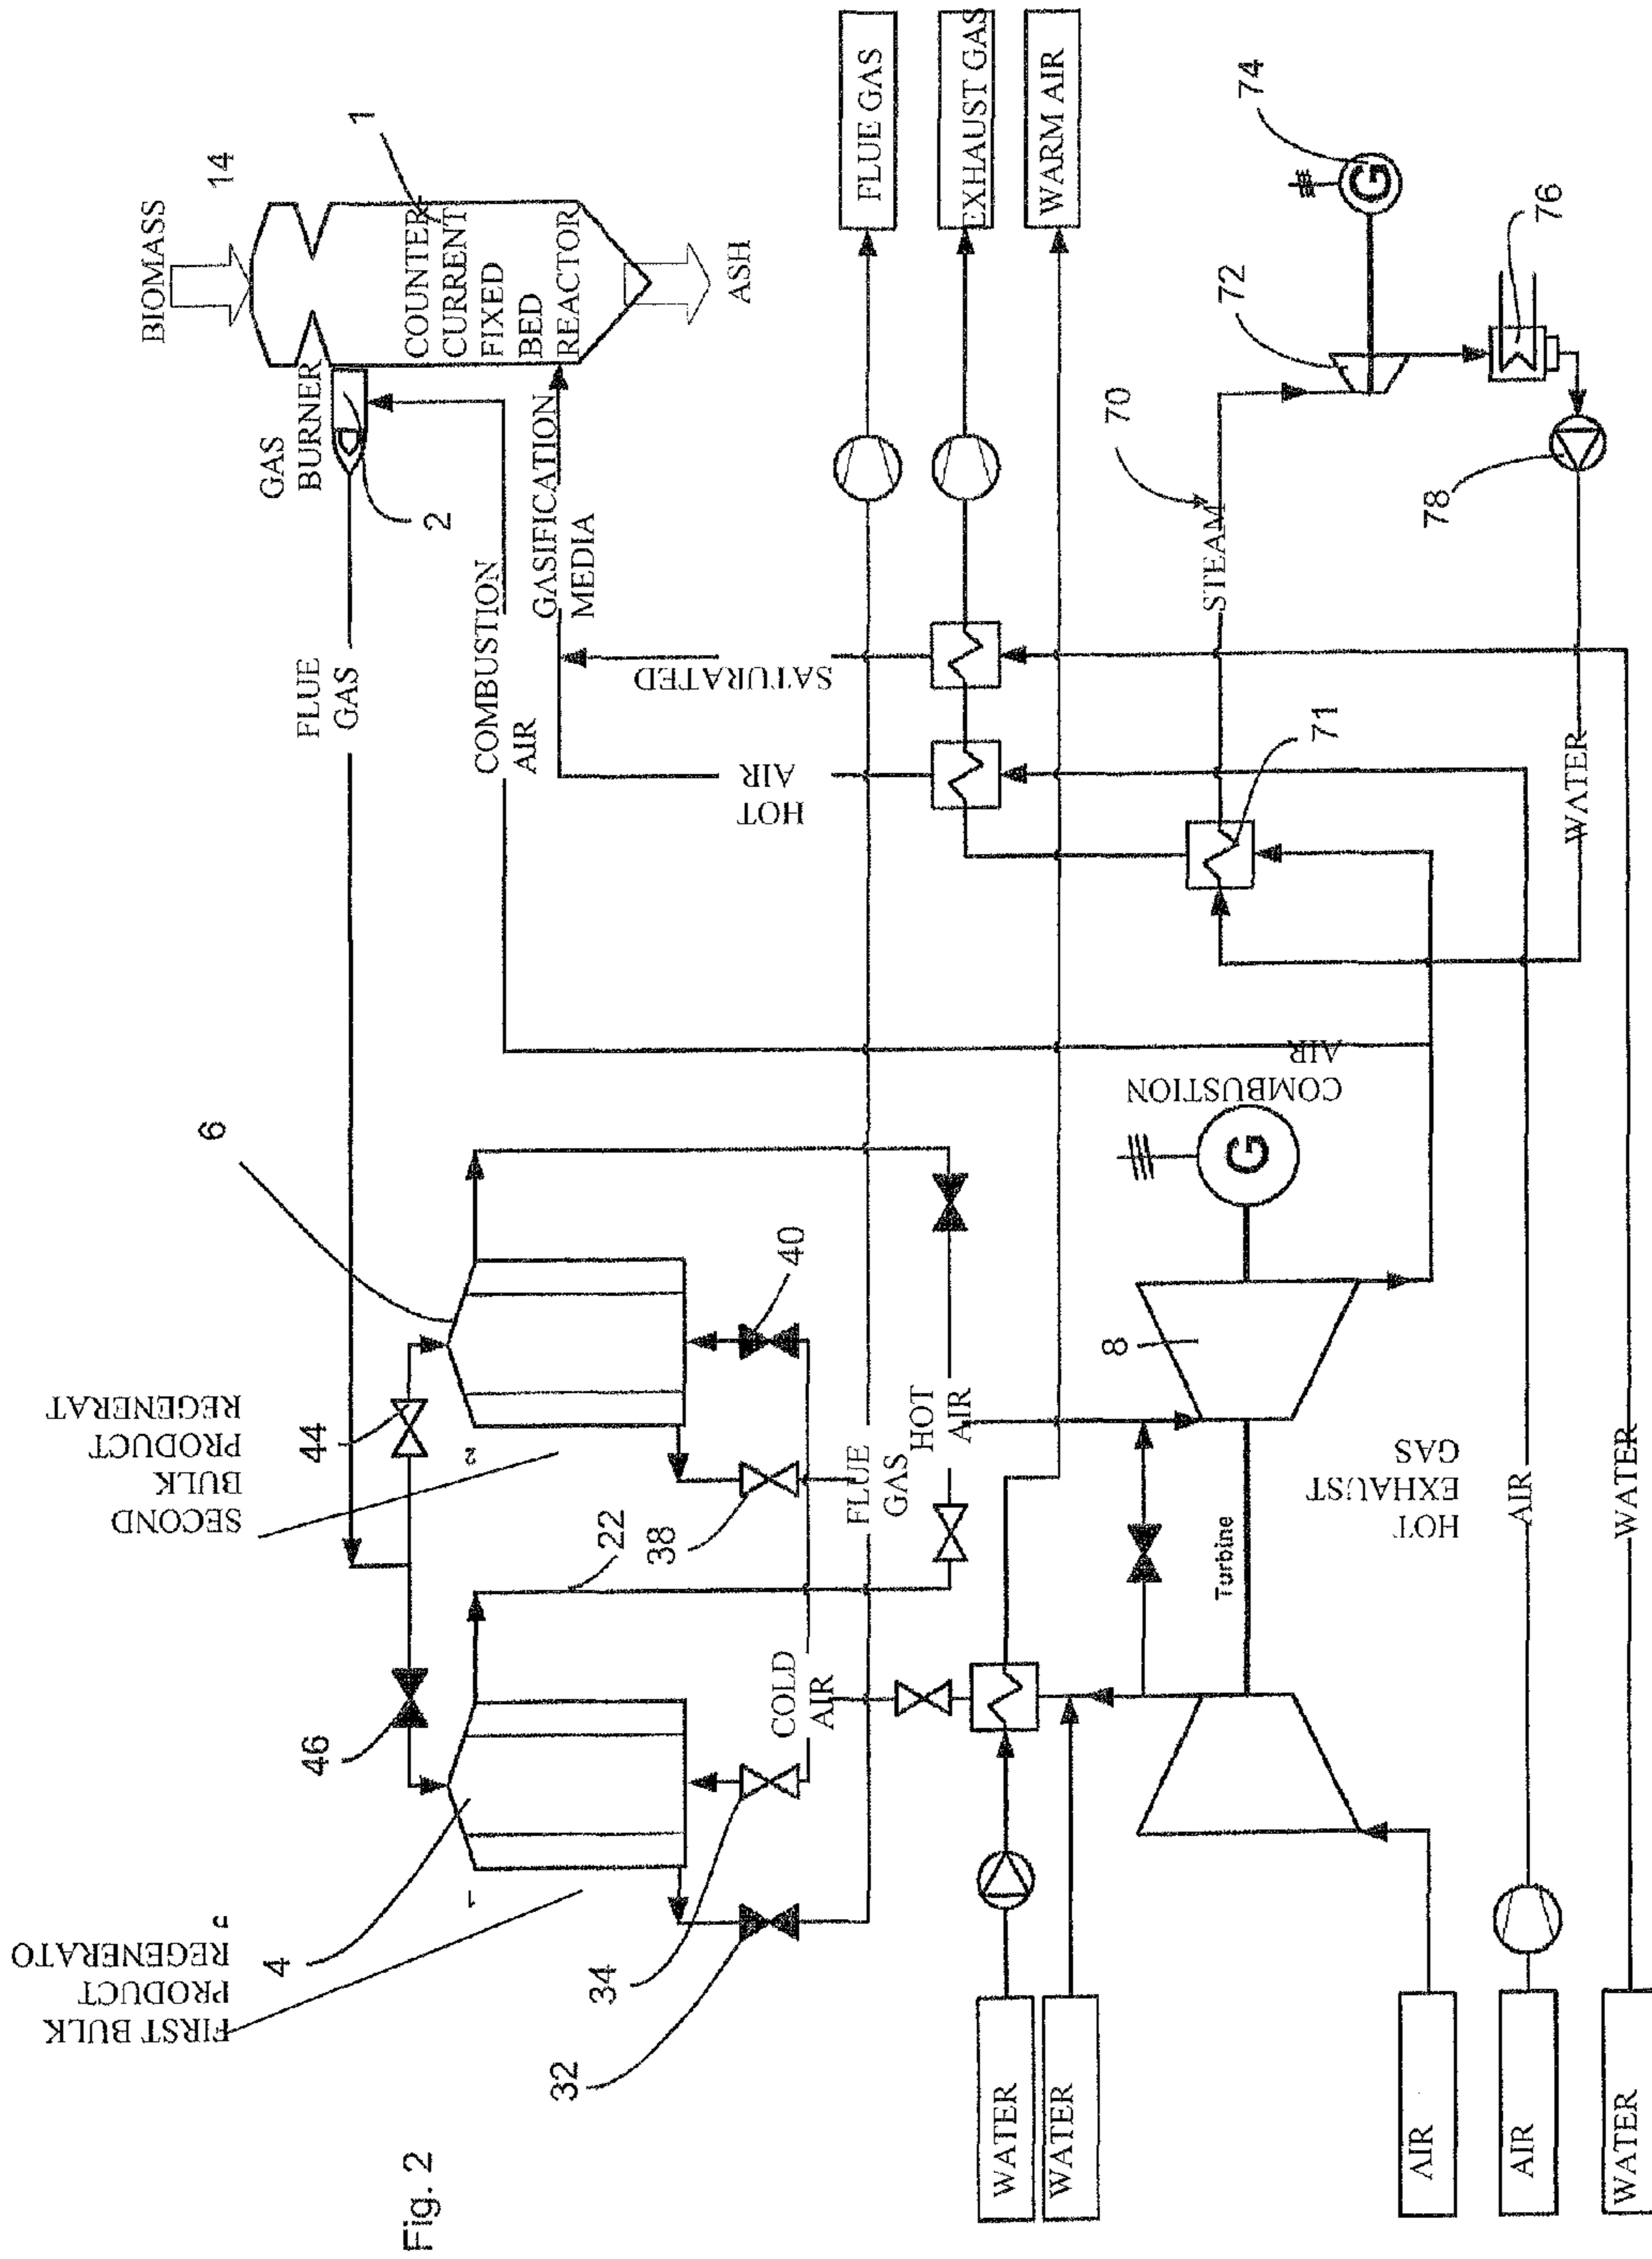 Fig. 2
BIOMASS
14
1
COUNTER-
CURRENT
FIXED
BED
REACTOR
ASH
GAS
BURNER
2
FLUE
GAS
COMBUSTION
AIR
GASIFICATION
MEDIA
SATURATED
HOT
AIR
FLUE GAS
EXHAUST GAS
WARM AIR
6
SECOND
BULK
PRODUCT
REGENERAT
2
44
40
38
22
46
FIRST BULK
PRODUCT
REGENERATO
1
4
34
32
COLD
AIR
FLUE
GAS
HOT
AIR
8
G
COMBUSTION
AIR
Turbine
HOT
EXHAUST
GAS
70
STEAM
71
72
G
74
76
78
WATER
AIR
WATER
WATER
WATER
AIR
AIR
WATER